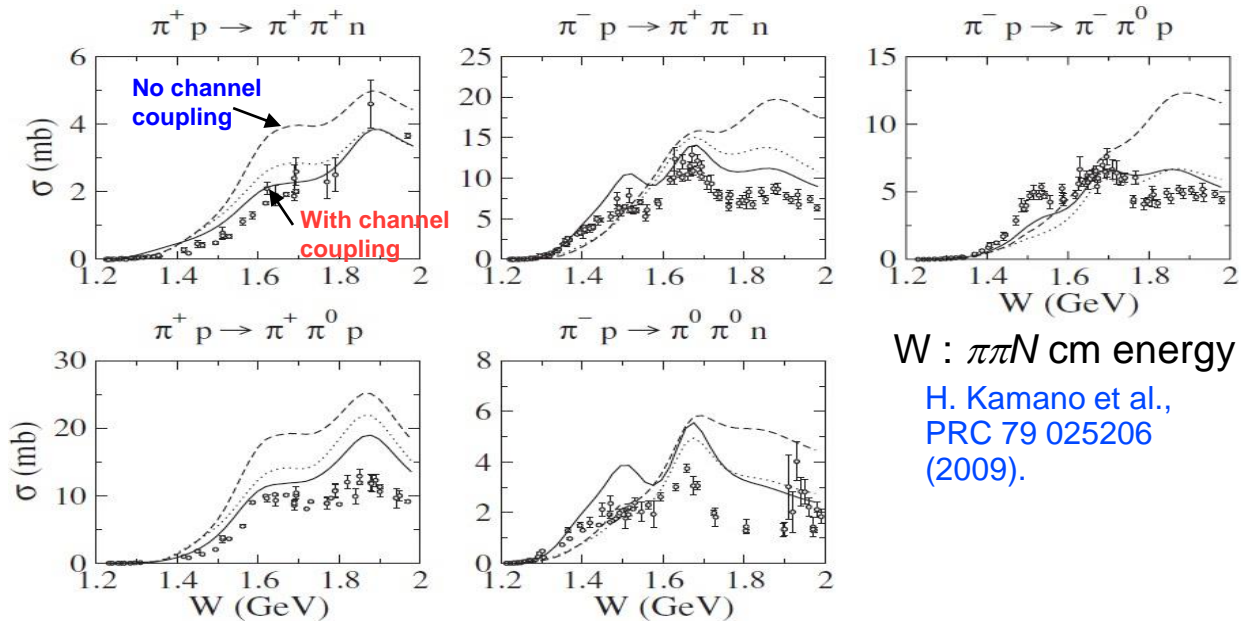 π⁺ p → π⁺ π⁺ n
π⁻ p → π⁺ π⁻ n
π⁻ p → π⁻ π⁰ p
σ (mb)
6
4
2
0
1.2 1.4 1.6 1.8 2
No channel
coupling
With channel
coupling
25
20
15
10
5
0
1.2 1.4 1.6 1.8 2
15
10
5
0
1.2 1.4 1.6 1.8 2
W (GeV)
π⁺ p → π⁺ π⁰ p
π⁻ p → π⁰ π⁰ n
σ (mb)
30
20
10
0
1.2 1.4 1.6 1.8 2
W (GeV)
8
6
4
2
0
1.2 1.4 1.6 1.8 2
W (GeV)
W : ππN cm energy
H. Kamano et al.,
PRC 79 025206
(2009).